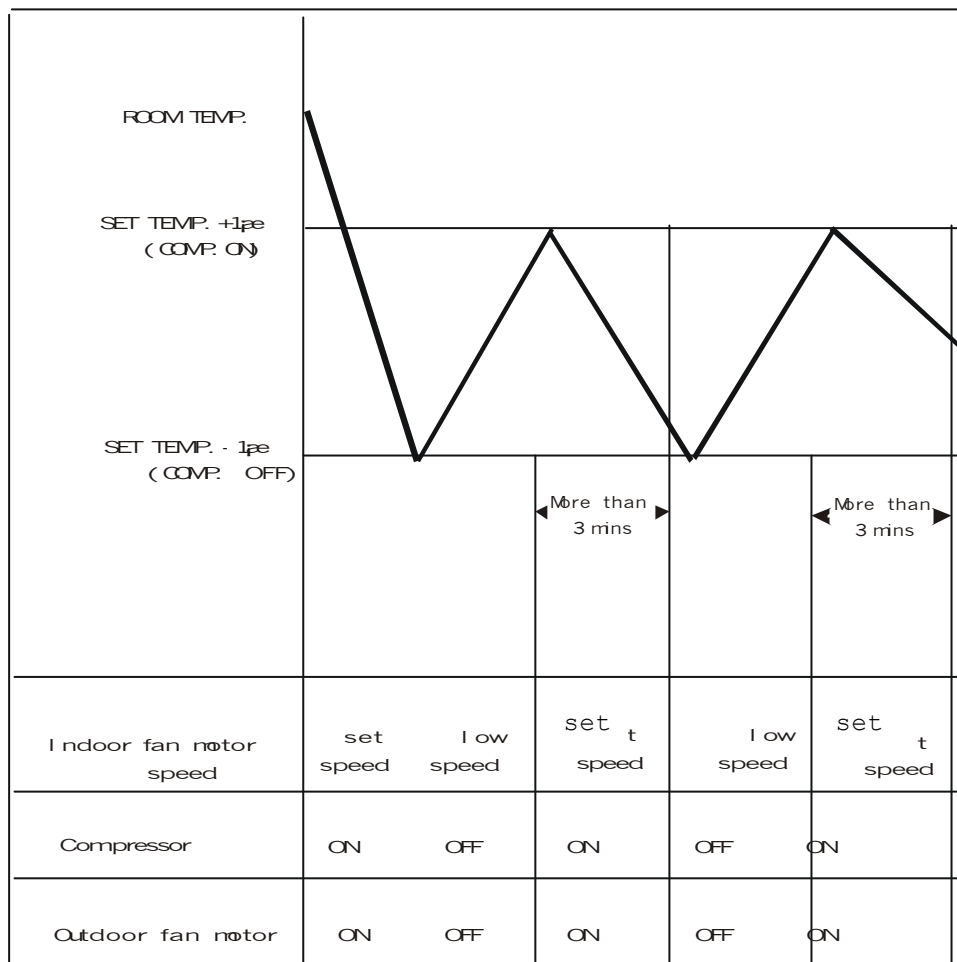 ROOM TEMP.
SET TEMP. +1¡æ
(COMP. ON)
SET TEMP. - 1¡æ
(COMP. OFF)
More than
3 mins
More than
3 mins
Indoor fan motor
speed
set
speed
low
speed
set t
speed
low
speed
set
t
speed
Compressor ON OFF ON OFF ON
Outdoor fan motor ON OFF ON OFF ON